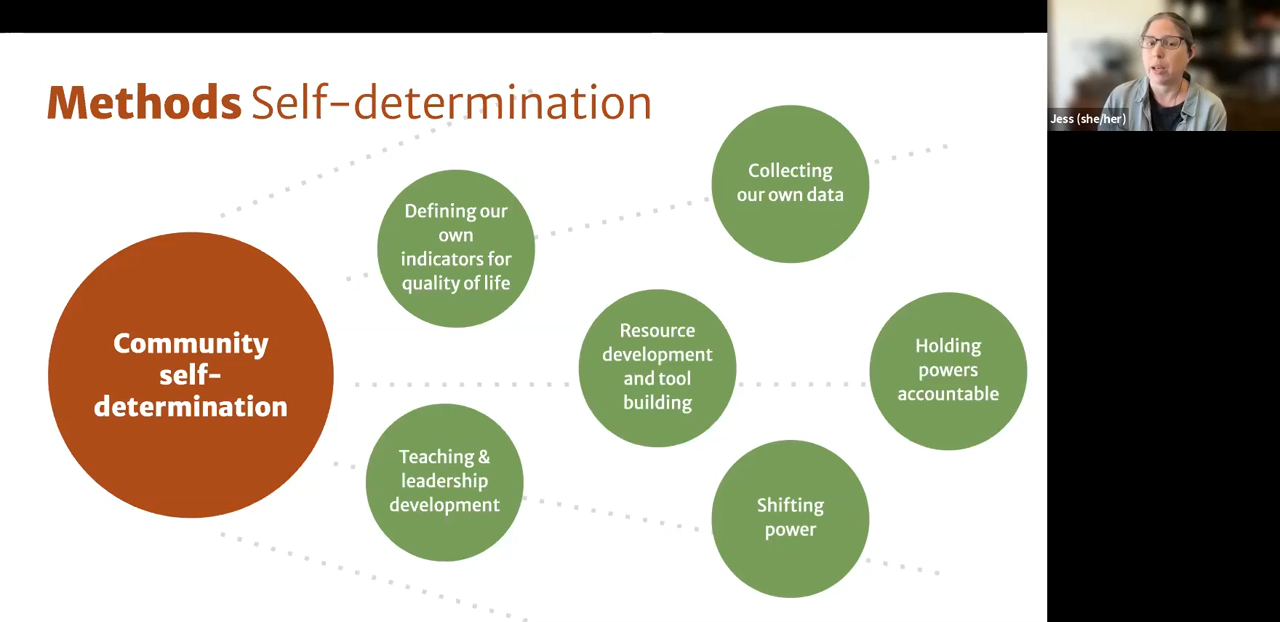 Methods Self-determination
Jess (she/her)
Collecting
our own data
Defining our
own
indicators for
quality of life
Community
self-
determination
Resource
development
and tool
building
Holding
powers
accountable
Teaching &
leadership
development
Shifting
power